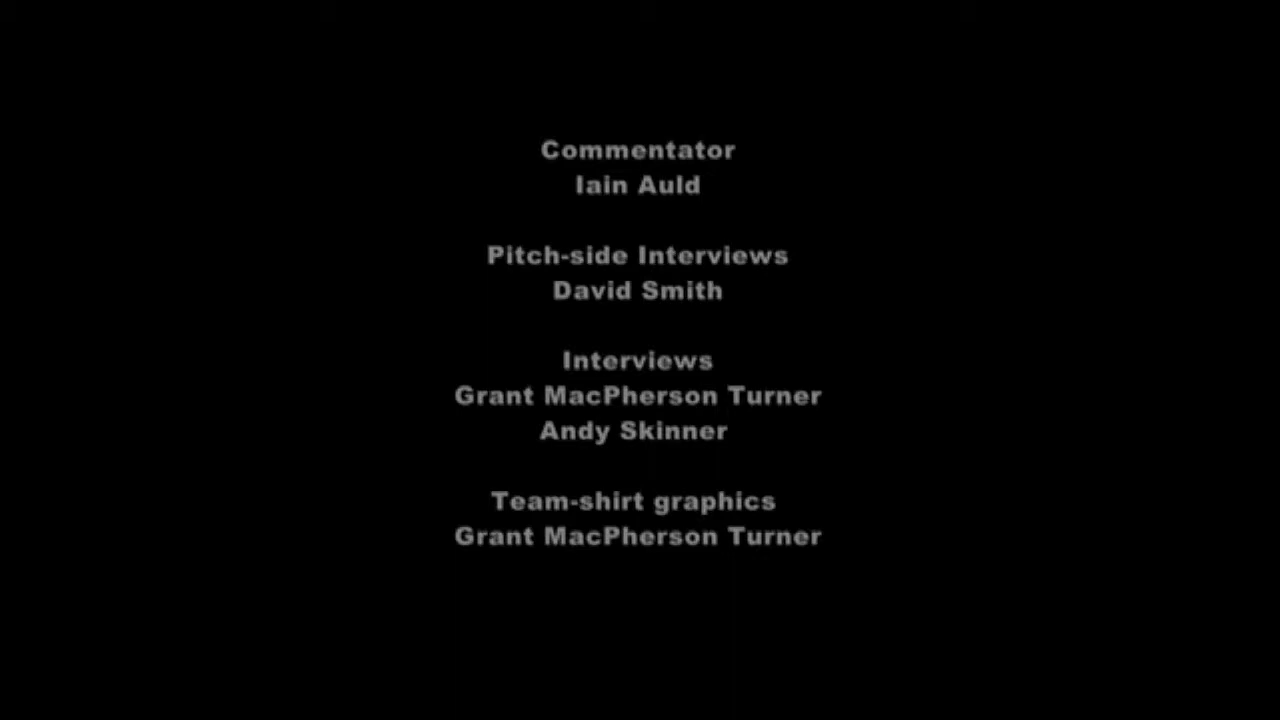 Commentator
Iain Auld
Pitch-side Interviews
David Smith
Interviews
Grant MacPherson Turner
Andy Skinner
Team-shirt graphics
Grant MacPherson Turner